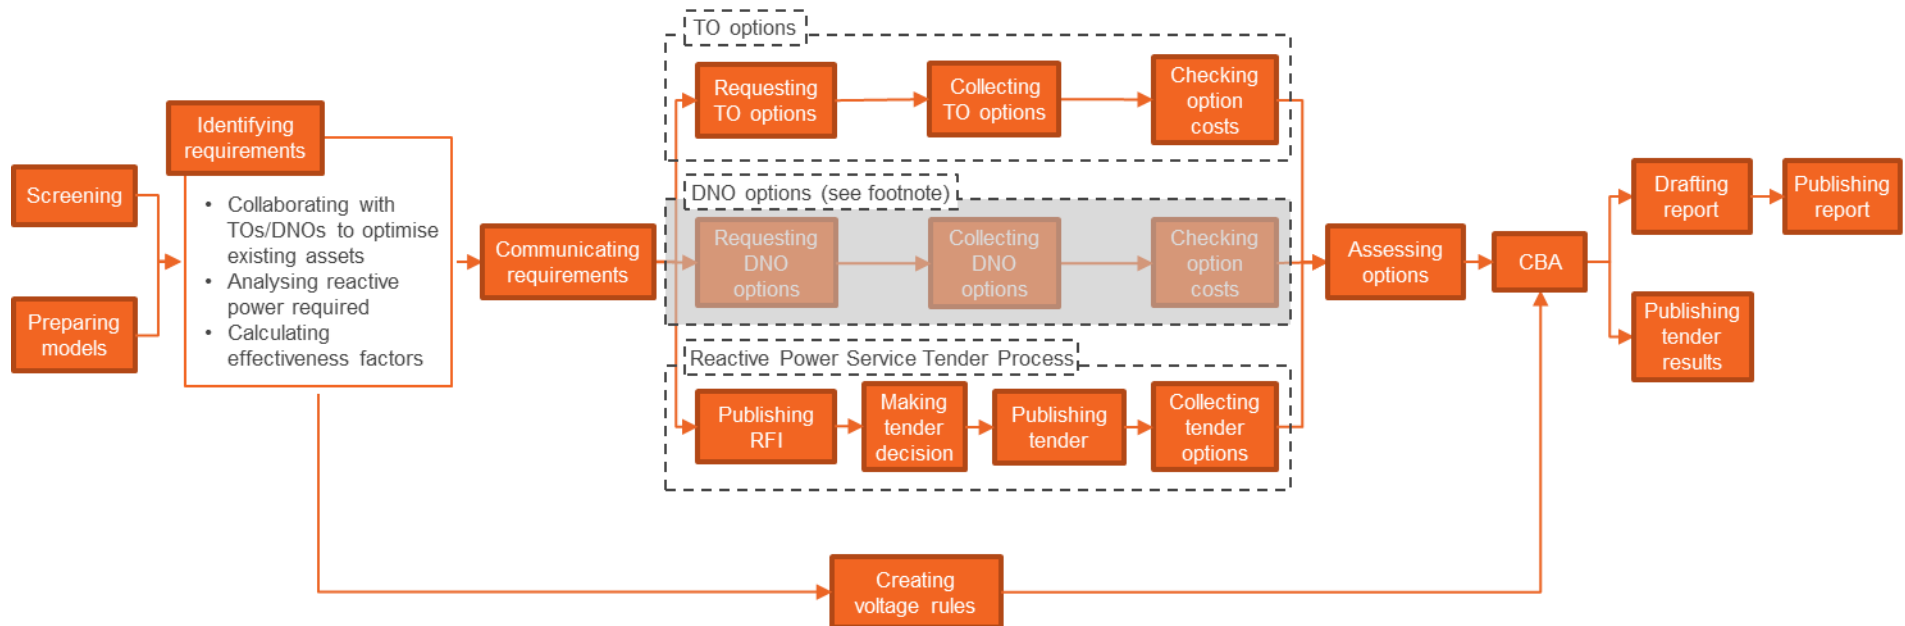 Screening
Preparing
models
Identifying
requirements
• Collaborating with
TOs/DNOs to optimise
existing assets
• Analysing reactive
power required
• Calculating
effectiveness factors
Communicating
requirements
TO options
Requesting
TO options
Collecting
TO options
Checking
option
costs
DNO options (see footnote)
Requesting
DNO
options
Collecting
DNO
options
Checking
option
costs
Reactive Power Service Tender Process
Publishing
RFI
Making
tender
decision
Publishing
tender
Collecting
tender
options
Creating
voltage rules
Assessing
options
CBA
Drafting
report
Publishing
report
Publishing
tender
results